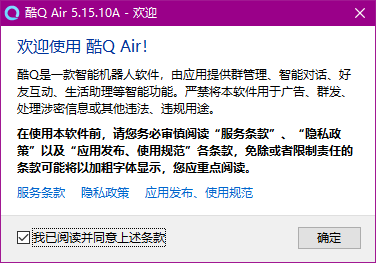 酷Q Air 5.15.10A - 欢迎
欢迎使用 酷Q Air！
酷Q是一款智能机器人软件，由应用提供群管理、智能对话、好
友互动、生活助理等智能功能。严禁将本软件用于广告、群发、
处理涉密信息或其他违法、违规用途。
在使用本软件前，请您务必审慎阅读“服务条款”、“隐私政
策”以及“应用发布、使用规范”各条款，免除或者限制责任的
条款可能将以加粗字体显示，您应重点阅读。
服务条款 隐私政策 应用发布、使用规范
我已阅读并同意上述条款 确定